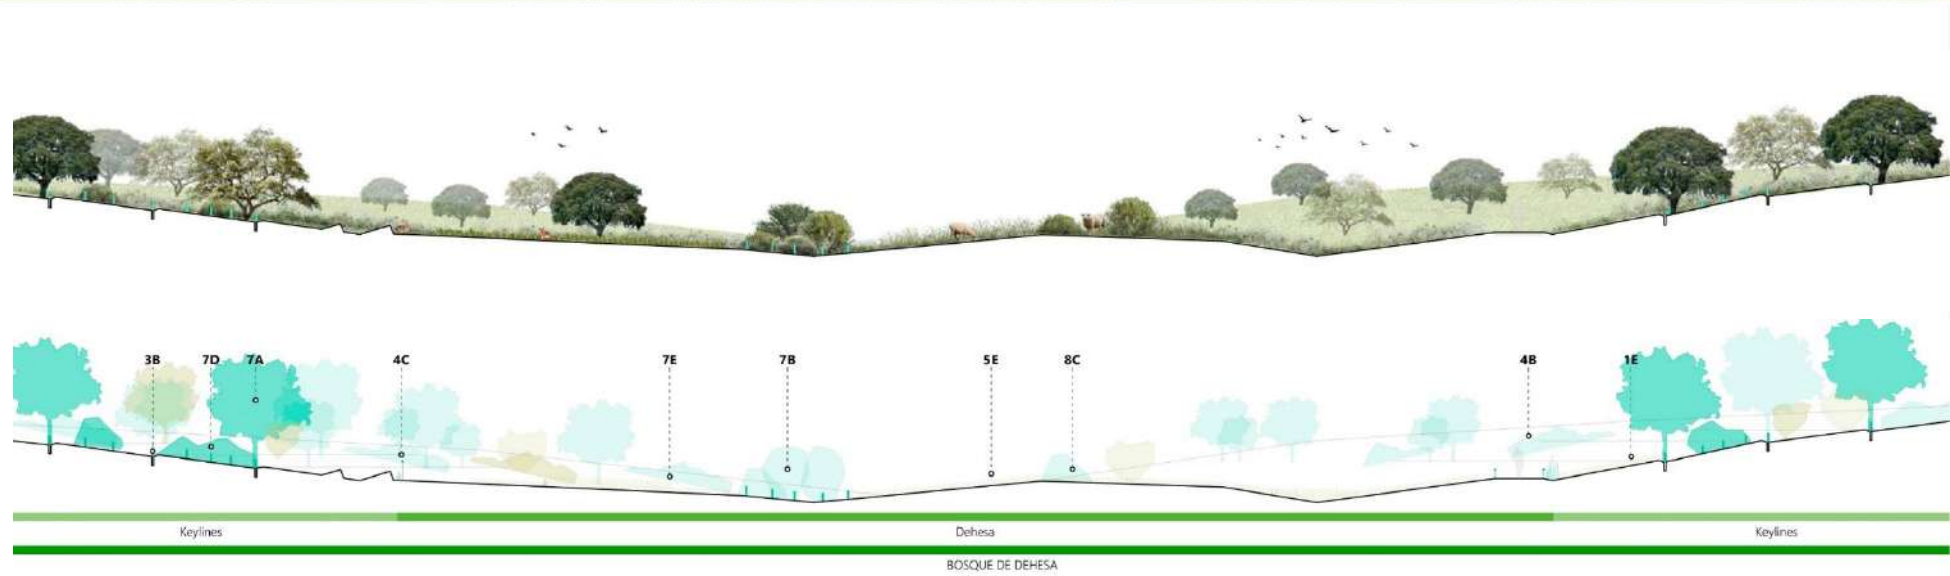 3B 7D 7A 4C 7E 7B 5E 8C 4B 1E
Keylines Dehesa Keylines
BOSQUE DE DEHESA